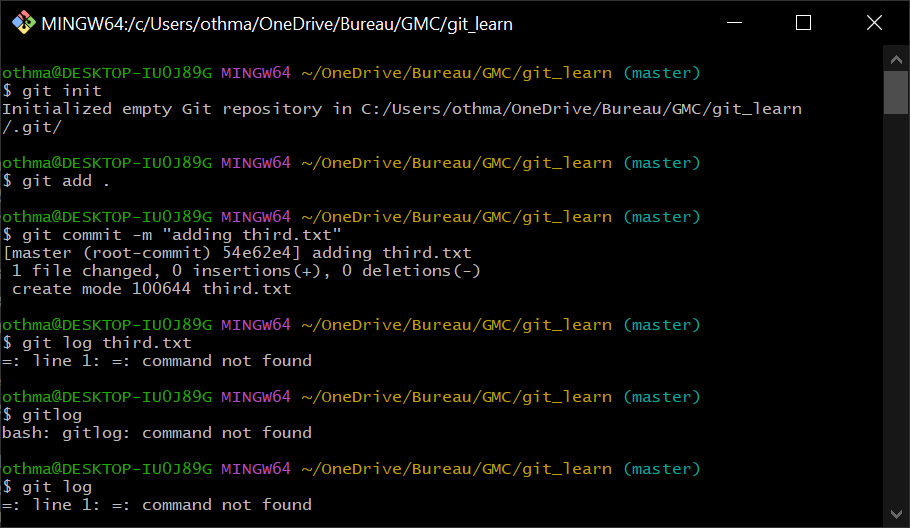 MINGW64:/c/Users/othma/OneDrive/Bureau/GMC/git_learn
othma@DESKTOP-IU0J89G MINGW64 ~/OneDrive/Bureau/GMC/git_learn (master)
$ git init
Initialized empty Git repository in C:/Users/othma/OneDrive/Bureau/GMC/git_learn
/.git/
othma@DESKTOP-IU0J89G MINGW64 ~/OneDrive/Bureau/GMC/git_learn (master)
$ git add .
othma@DESKTOP-IU0J89G MINGW64 ~/OneDrive/Bureau/GMC/git_learn (master)
$ git commit -m "adding third.txt"
[master (root-commit) 54e62e4] adding third.txt
 1 file changed, 0 insertions(+), 0 deletions(-)
 create mode 100644 third.txt
othma@DESKTOP-IU0J89G MINGW64 ~/OneDrive/Bureau/GMC/git_learn (master)
$ git log third.txt
=: line 1: =: command not found
othma@DESKTOP-IU0J89G MINGW64 ~/OneDrive/Bureau/GMC/git_learn (master)
$ gitlog
bash: gitlog: command not found
othma@DESKTOP-IU0J89G MINGW64 ~/OneDrive/Bureau/GMC/git_learn (master)
$ git log
=: line 1: =: command not found